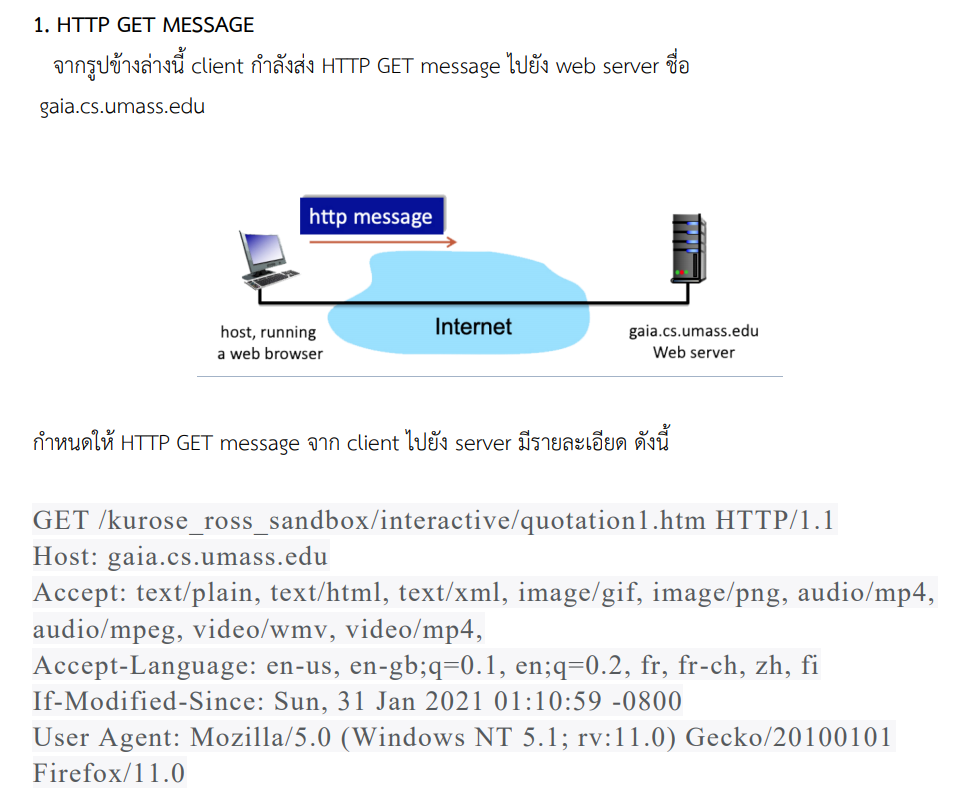 1. HTTP GET MESSAGE
จากรูปข้างล่างนี้ client กำลังส่ง HTTP GET message ไปยัง web server ชื่อ
gaia.cs.umass.edu
http message
host, running
a web browser
Internet
gaia.cs.umass.edu
Web server
กำหนดให้ HTTP GET message จาก client ไปยัง server มีรายละเอียด ดังนี้
GET /kurose_ross_sandbox/interactive/quotation1.htm HTTP/1.1
Host: gaia.cs.umass.edu
Accept: text/plain, text/html, text/xml, image/gif, image/png, audio/mp4,
audio/mpeg, video/wmv, video/mp4,
Accept-Language: en-us, en-gb;q=0.1, en;q=0.2, fr, fr-ch, zh, fi
If-Modified-Since: Sun, 31 Jan 2021 01:10:59 -0800
User Agent: Mozilla/5.0 (Windows NT 5.1; rv:11.0) Gecko/20100101
Firefox/11.0